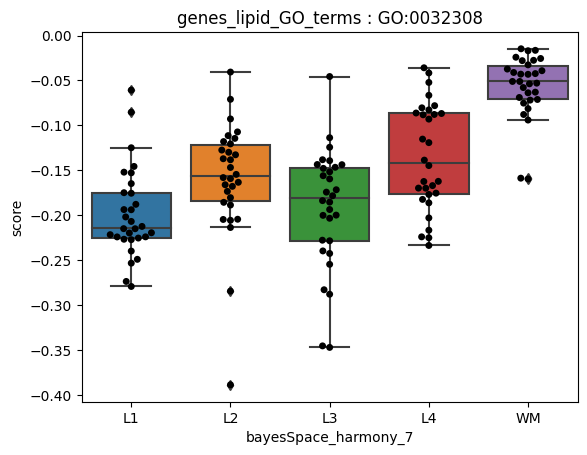 genes_lipid_GO_terms : GO:0032308
0.00
−0.05
−0.10
−0.15
−0.20
−0.25
−0.30
−0.35
−0.40
score
L1 L2 L3 L4 WM
bayesSpace_harmony_7